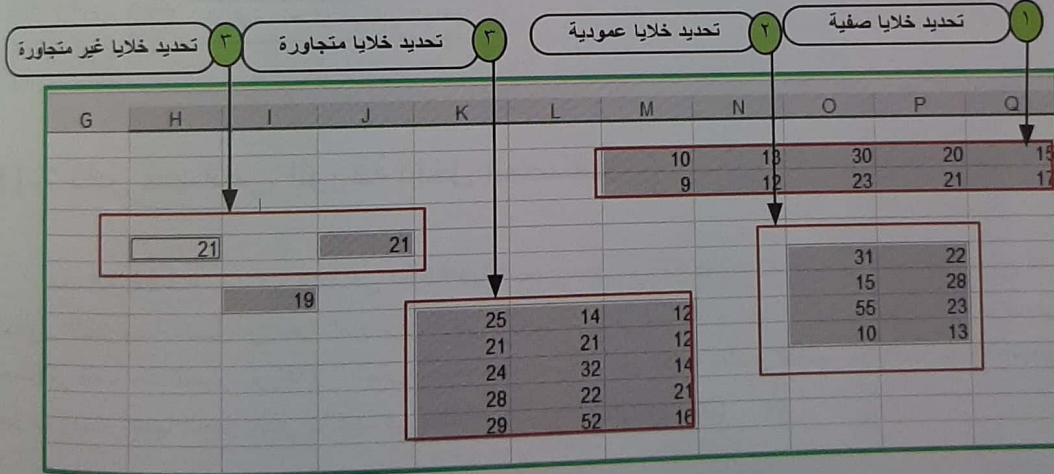 ١ تحديد خلايا صفية
٢ تحديد خلايا عمودية
٣ تحديد خلايا متجاورة
٣ تحديد خلايا غير متجاورة
G H I J K L M N O P Q
10 13 30 20 15
9 12 23 21 17
21 21
31 22
15 28
19
55 23
25 14 12
10 13
21 21 12
24 32 14
28 22 21
29 52 16